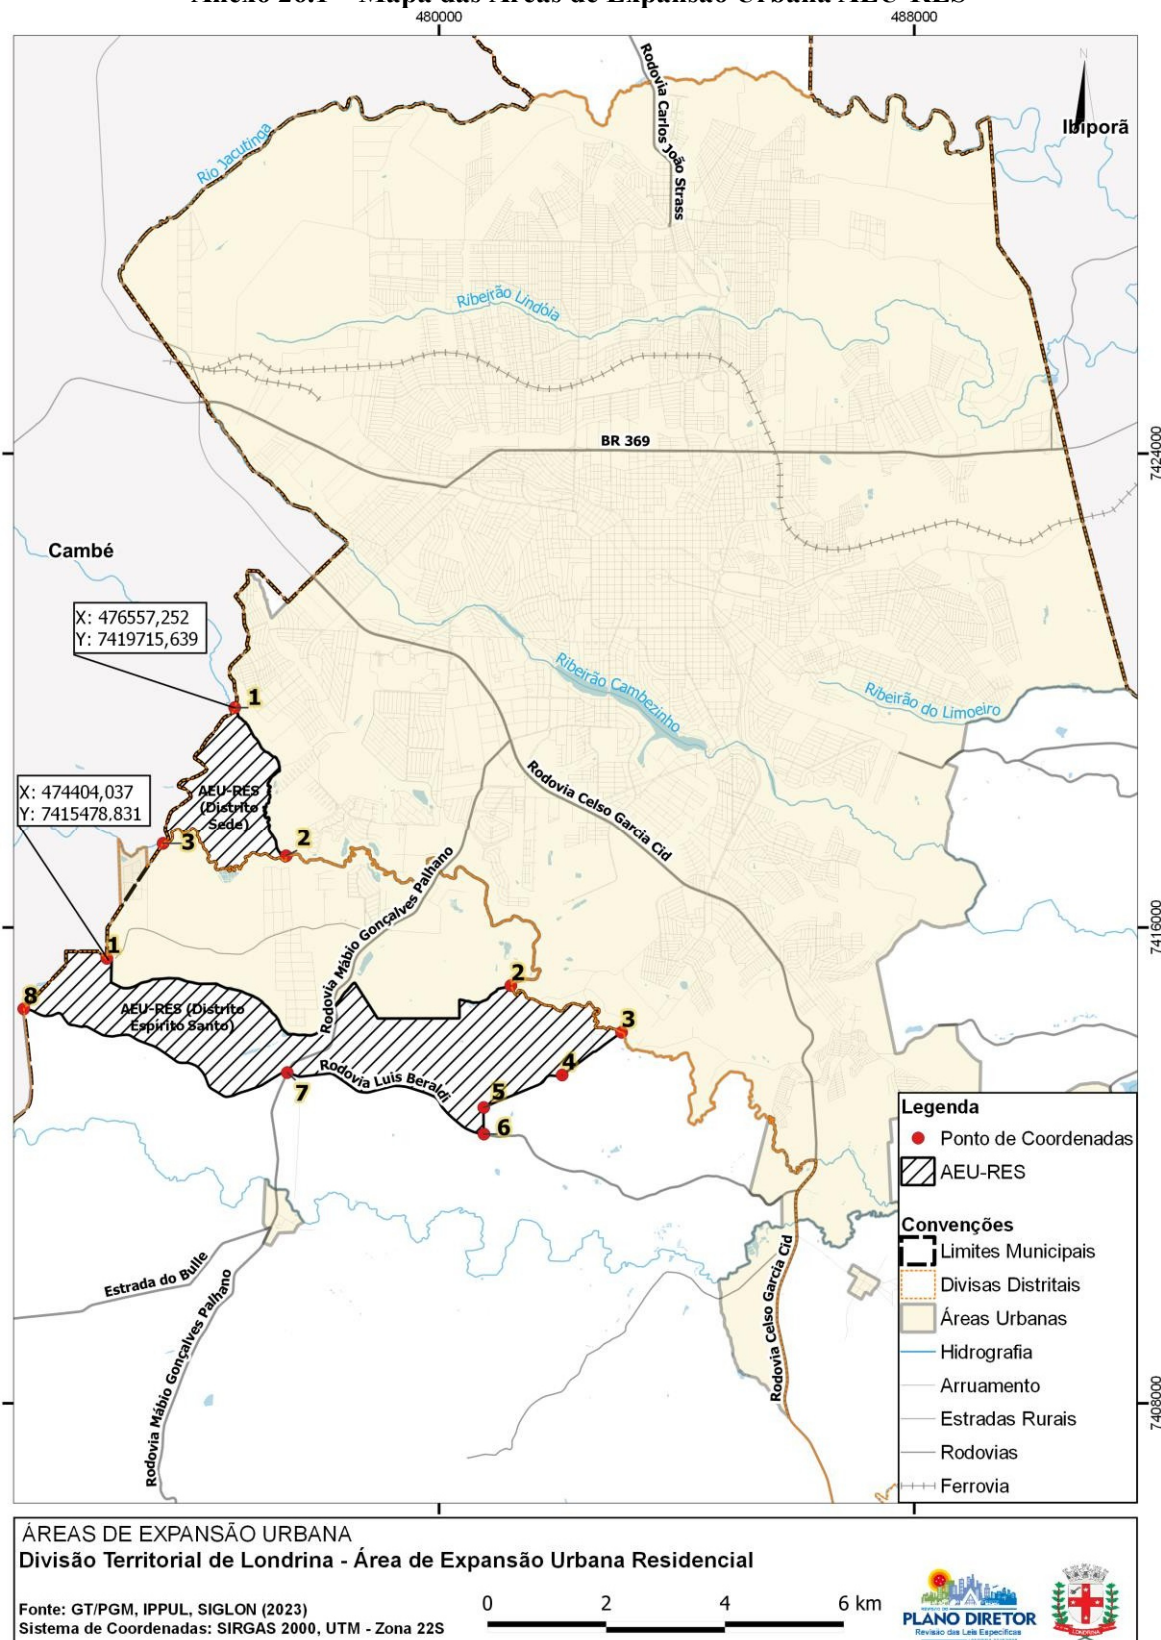 Anexo 26.1 – Mapa das Áreas de Expansão Urbana AEU-RES
480000
488000
N
Ibiporã
Rodovia Carlos João Strass
Rio Jacutinga
Ribeirão Lindóia
BR 369
7424000
Cambé
X: 476557,252
Y: 7419715,639
1
Ribeirão Cambezinho
Ribeirão do Limoeiro
Rodovia Celso Garcia Cid
X: 474404,037
Y: 7415478,831
AEU-RES
(Distrito
Sede)
3
2
Rodovia Mábio Gonçalves Palhano
7416000
1
2
8
AEU-RES (Distrito
Espírito Santo)
3
4
Rodovia Luis Beraldi
7
5
6
Estrada do Bulle
Rodovia Mábio Gonçalves Palhano
Rodovia Celso Garcia Cid
7408000
Legenda
Ponto de Coordenadas
AEU-RES
Convenções
Limites Municipais
Divisas Distritais
Áreas Urbanas
Hidrografia
Arruamento
Estradas Rurais
Rodovias
Ferrovia
ÁREAS DE EXPANSÃO URBANA
Divisão Territorial de Londrina - Área de Expansão Urbana Residencial
Fonte: GT/PGM, IPPUL, SIGLON (2023)
Sistema de Coordenadas: SIRGAS 2000, UTM - Zona 22S
0 2 4 6 km
PLANO DIRETOR
Revisão das Leis Específicas
LONDRINA